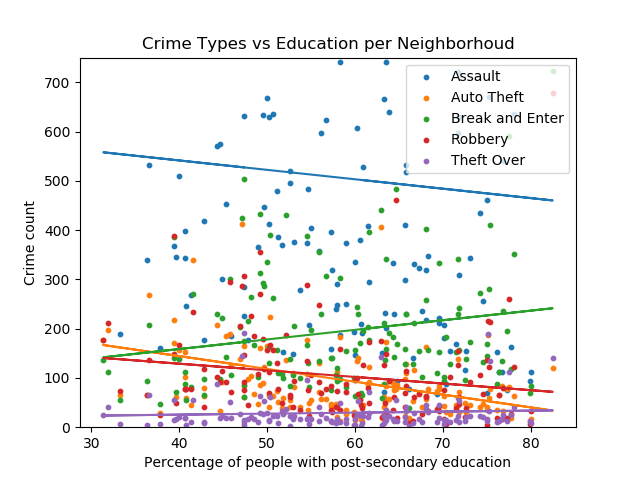 Crime Types vs Education per Neighborhoud
Assault
Auto Theft
Break and Enter
Robbery
Theft Over
700
600
500
400
300
200
100
0
Crime count
30
40
50
60
70
80
Percentage of people with post-secondary education